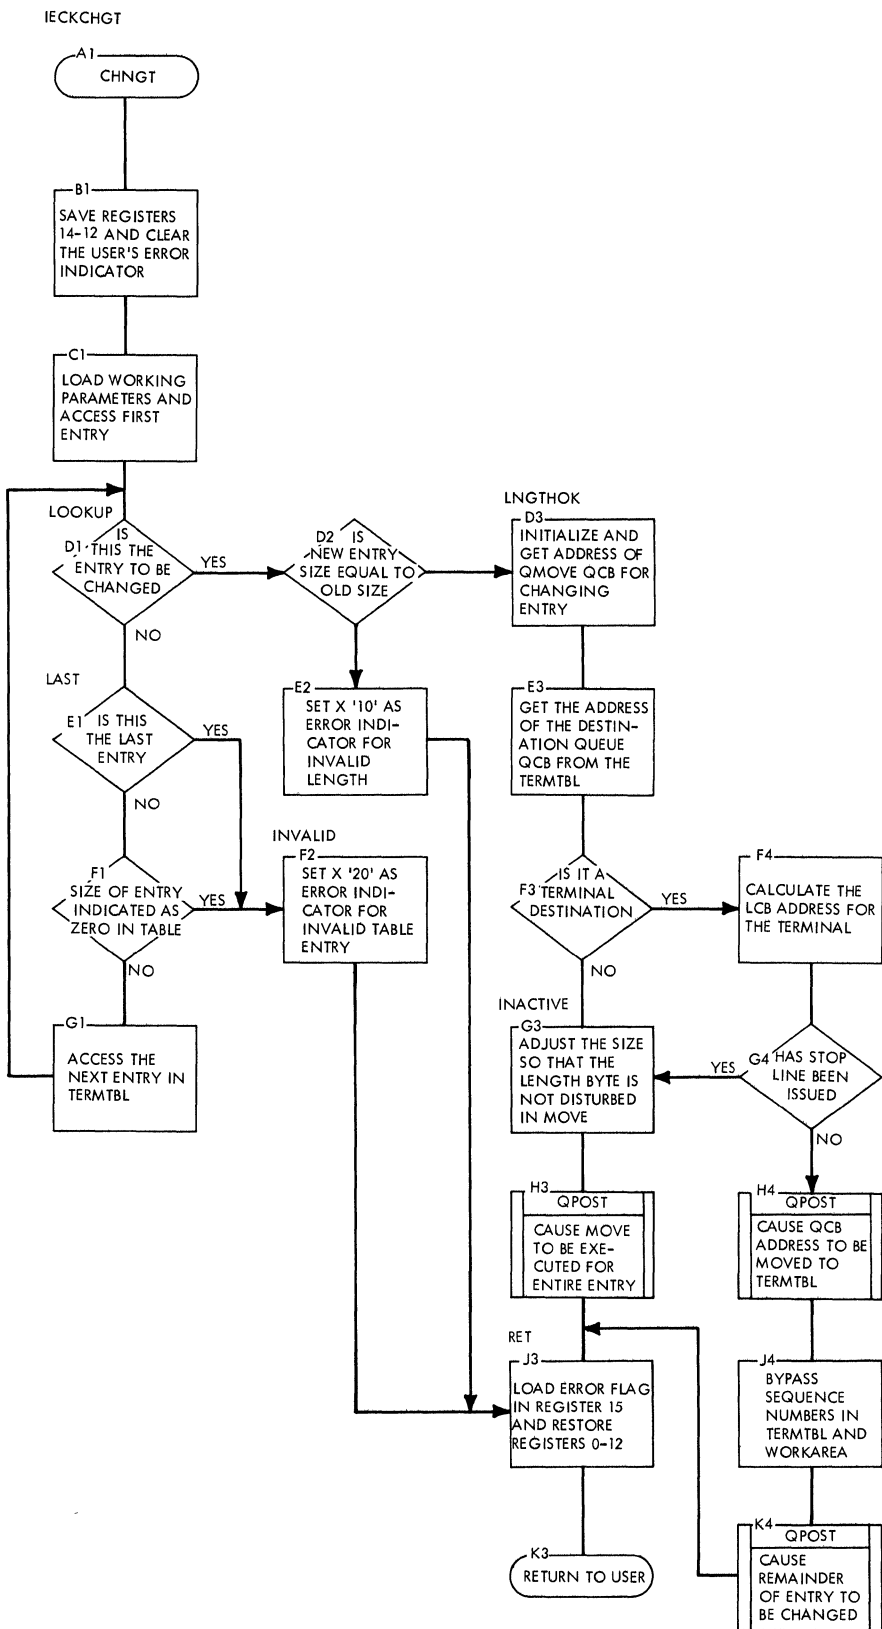 IECKCHGT
A1
CHNGT
B1
SAVE REGISTERS
14-12 AND CLEAR
THE USER'S ERROR
INDICATOR
C1
LOAD WORKING
PARAMETERS AND
ACCESS FIRST
ENTRY
LOOKUP
D1
IS
THIS THE
ENTRY TO BE
CHANGED
YES
NO
D2
IS
NEW ENTRY
SIZE EQUAL TO
OLD SIZE
LNGTHOK
D3
INITIALIZE AND
GET ADDRESS OF
QMOVE QCB FOR
CHANGING
ENTRY
LAST
E1
IS THIS
THE LAST
ENTRY
YES
NO
E2
SET X '10' AS
ERROR INDI-
CATOR FOR
INVALID
LENGTH
E3
GET THE ADDRESS
OF THE DESTIN-
ATION QUEUE
QCB FROM THE
TERMTBL
F1
SIZE OF ENTRY
INDICATED AS
ZERO IN TABLE
YES
NO
INVALID
F2
SET X '20' AS
ERROR INDI-
CATOR FOR
INVALID TABLE
ENTRY
F3
IS IT A
TERMINAL
DESTINATION
YES
NO
F4
CALCULATE THE
LCB ADDRESS FOR
THE TERMINAL
G1
ACCESS THE
NEXT ENTRY IN
TERMTBL
INACTIVE
G3
ADJUST THE SIZE
SO THAT THE
LENGTH BYTE IS
NOT DISTURBED
IN MOVE
G4
HAS STOP
LINE BEEN
ISSUED
YES
NO
H3
QPOST
CAUSE MOVE
TO BE EXE-
CUTED FOR
ENTIRE ENTRY
H4
QPOST
CAUSE QCB
ADDRESS TO BE
MOVED TO
TERMTBL
RET
J3
LOAD ERROR FLAG
IN REGISTER 15
AND RESTORE
REGISTERS 0-12
J4
BYPASS
SEQUENCE
NUMBERS IN
TERMTBL AND
WORKAREA
K3
RETURN TO USER
K4
QPOST
CAUSE
REMAINDER
OF ENTRY TO
BE CHANGED